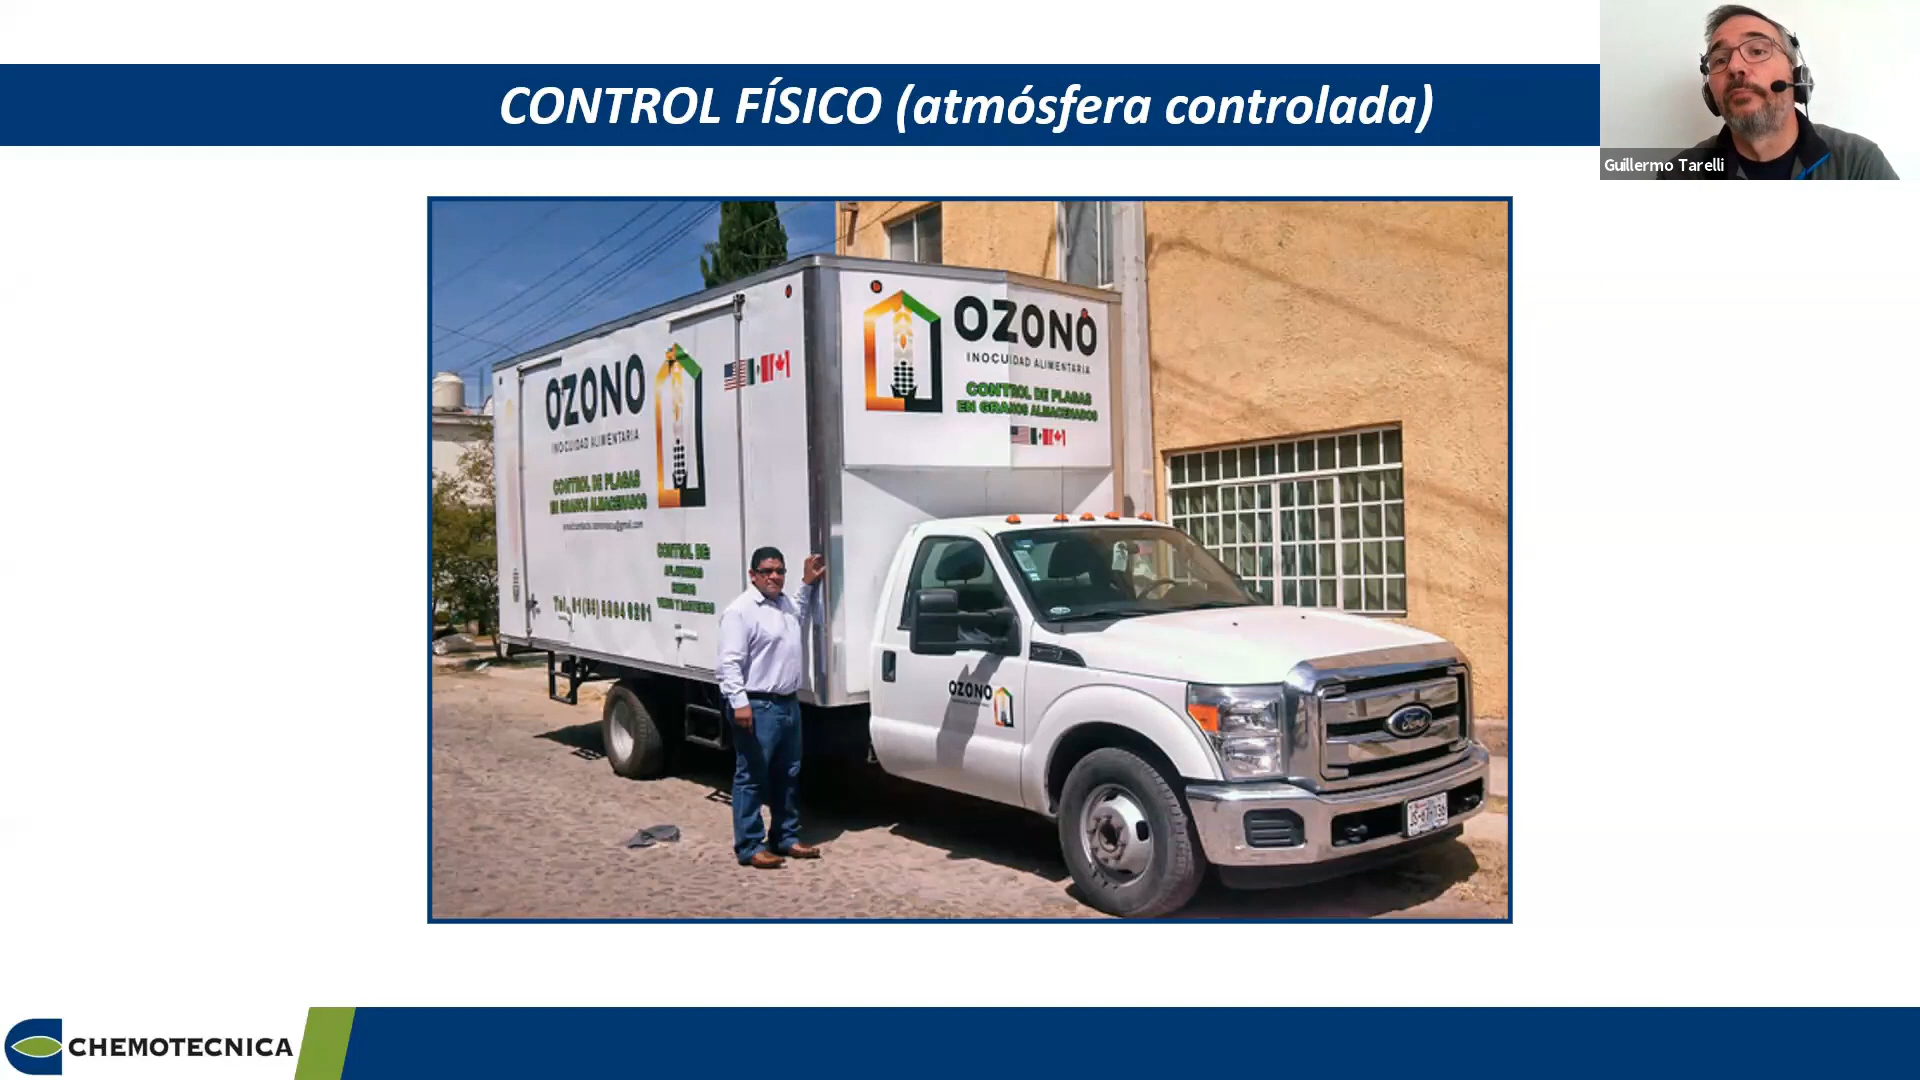 CONTROL FÍSICO (atmósfera controlada)
Guillermo Tarelli
OZONO
INOCUIDAD ALIMENTARIA
CONTROL DE PLAGAS
EN GRANOS ALMACENADOS
OZONO
INOCUIDAD ALIMENTARIA
CONTROL DE PLAGAS
EN GRANOS ALMACENADOS
CONTROL DE:
OZONO
Ford
CHEMOTECNICA